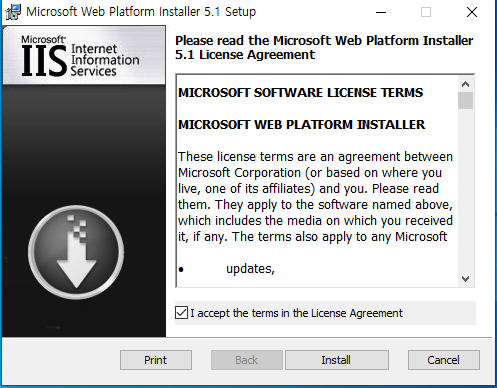 Microsoft Web Platform Installer 5.1 Setup
Microsoft®
IIS Internet
Information
Services
Please read the Microsoft Web Platform Installer
5.1 License Agreement
MICROSOFT SOFTWARE LICENSE TERMS
MICROSOFT WEB PLATFORM INSTALLER
These license terms are an agreement between
Microsoft Corporation (or based on where you
live, one of its affiliates) and you. Please read
them. They apply to the software named above,
which includes the media on which you received
it, if any. The terms also apply to any Microsoft
• updates,
I accept the terms in the License Agreement
Print Back Install Cancel